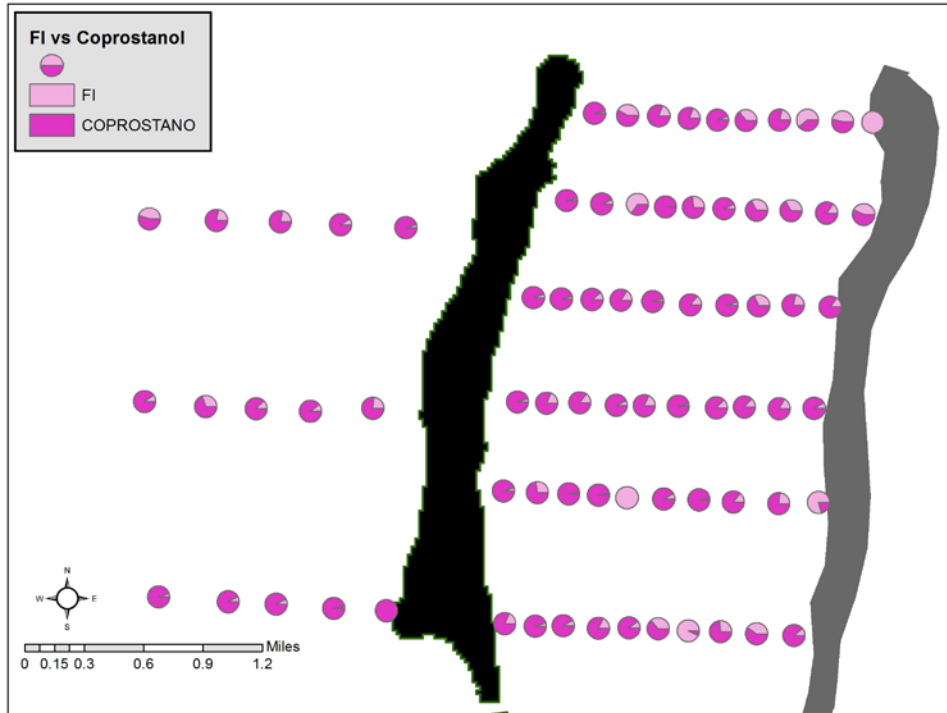 FI vs Coprostanol
FI
COPROSTANO
N
W E
S
Miles
0 0.15 0.3 0.6 0.9 1.2